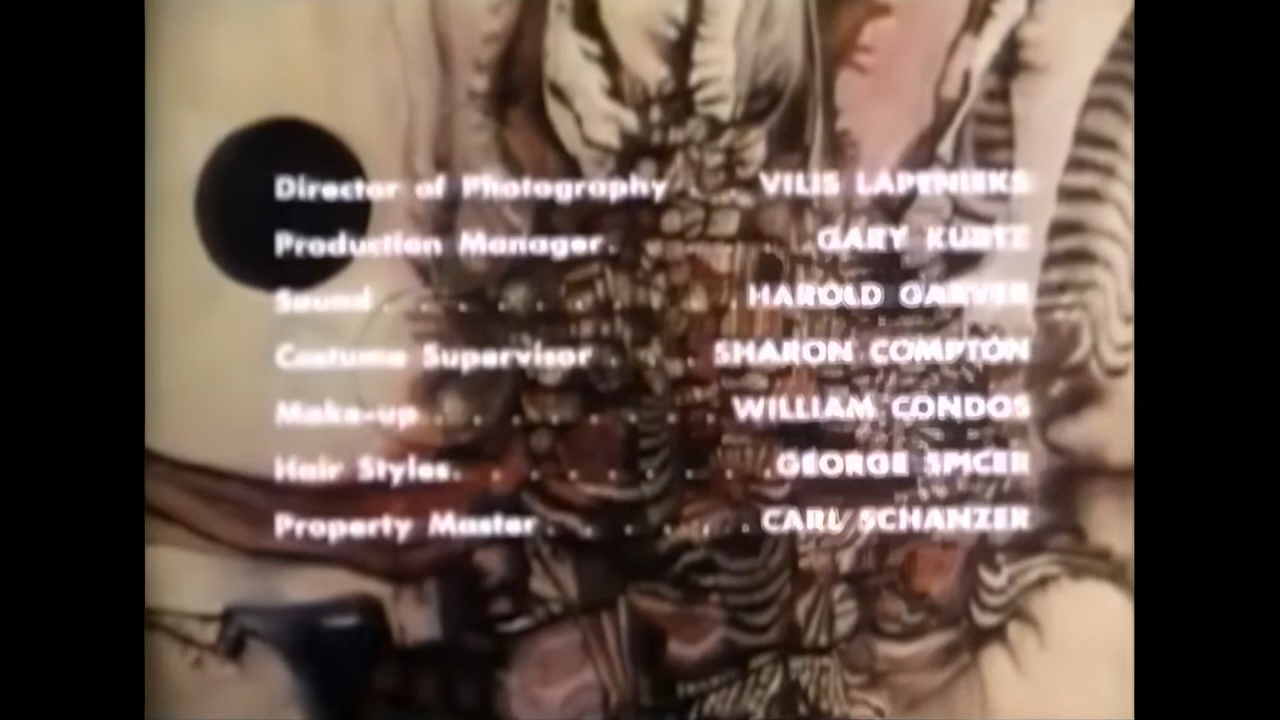 Director of Photography . . . VILIS LAPENIEKS
Production Manager. . . . . . GARY KURTZ
Sound . . . . . . . . . HAROLD GARVER
Costume Supervisor . . . SHARON COMPTON
Make-up . . . . . . . . WILLIAM CONDOS
Hair Styles. . . . . . . . .GEORGE SPICER
Property Master . . . . . . CARL SCHANZER